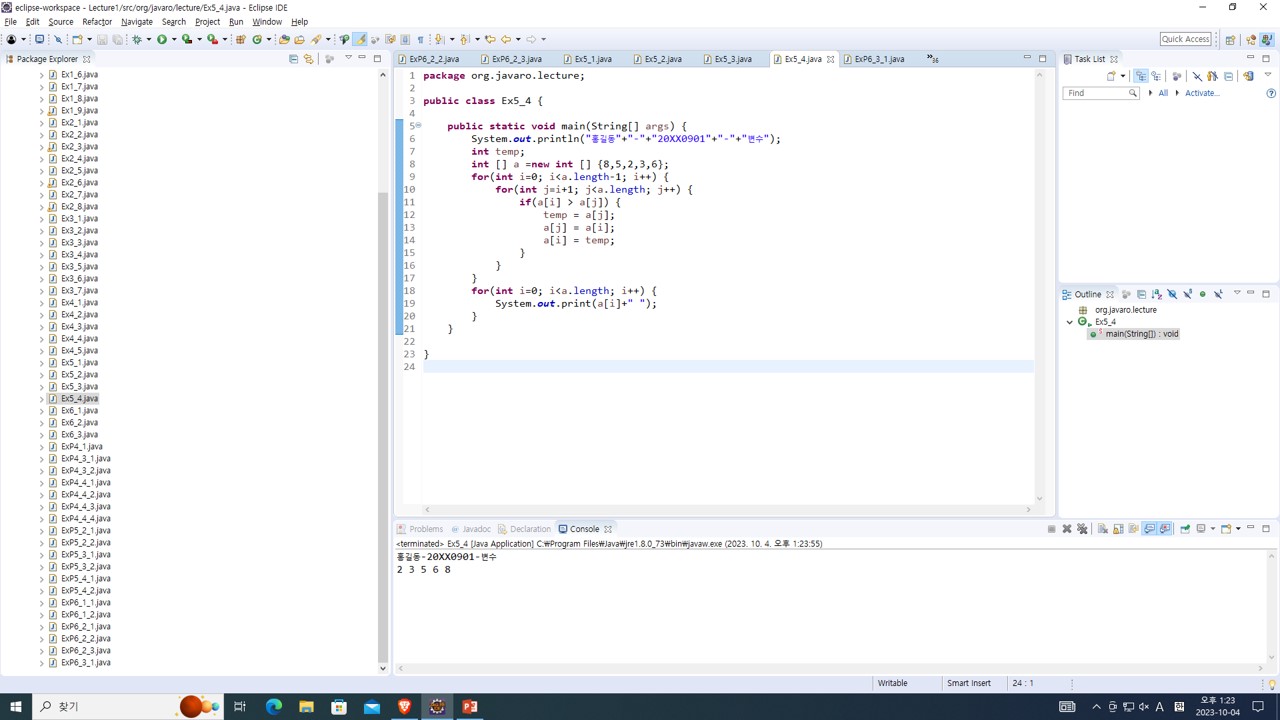 eclipse-workspace - Lecture1/src/org/javaro/lecture/Ex5_4.java - Eclipse IDE
File Edit Source Refactor Navigate Search Project Run Window Help
Quick Access
Package Explorer
Ex1_6.java
Ex1_7.java
Ex1_8.java
Ex1_9.java
Ex2_1.java
Ex2_2.java
Ex2_3.java
Ex2_4.java
Ex2_5.java
Ex2_6.java
Ex2_7.java
Ex2_8.java
Ex3_1.java
Ex3_2.java
Ex3_3.java
Ex3_4.java
Ex3_5.java
Ex3_6.java
Ex3_7.java
Ex4_1.java
Ex4_2.java
Ex4_3.java
Ex4_4.java
Ex4_5.java
Ex5_1.java
Ex5_2.java
Ex5_3.java
Ex5_4.java
Ex6_1.java
Ex6_2.java
Ex6_3.java
ExP4_1.java
ExP4_3_1.java
ExP4_3_2.java
ExP4_4_1.java
ExP4_4_2.java
ExP4_4_3.java
ExP4_4_4.java
ExP5_2_1.java
ExP5_2_2.java
ExP5_3_1.java
ExP5_3_2.java
ExP5_4_1.java
ExP5_4_2.java
ExP6_1_1.java
ExP6_1_2.java
ExP6_2_1.java
ExP6_2_2.java
ExP6_2_3.java
ExP6_3_1.java
ExP6_2_2.java ExP6_2_3.java Ex5_1.java Ex5_2.java Ex5_3.java Ex5_4.java ExP6_3_1.java »36
1 package org.javaro.lecture;
2
3 public class Ex5_4 {
4
5 public static void main(String[] args) {
6 System.out.println("홍길동"+"-"+"20XX0901"+"-"+"변수");
7 int temp;
8 int [] a =new int [] {8,5,2,3,6};
9 for(int i=0; i<a.length-1; i++) {
10 for(int j=i+1; j<a.length; j++) {
11 if(a[i] > a[j]) {
12 temp = a[j];
13 a[j] = a[i];
14 a[i] = temp;
15 }
16 }
17 }
18 for(int i=0; i<a.length; i++) {
19 System.out.print(a[i]+" ");
20 }
21 }
22
23 }
24
Task List
Find All Activate...
Outline
org.javaro.lecture
Ex5_4
main(String[]) : void
Problems Javadoc Declaration Console
<terminated> Ex5_4 [Java Application] C:₩Program Files₩Java₩jre1.8.0_73₩bin₩javaw.exe (2023. 10. 4. 오후 1:23:55)
홍길동-20XX0901-변수
2 3 5 6 8
Writable Smart Insert 24 : 1
찾기
A 한 오후 1:23
2023-10-04